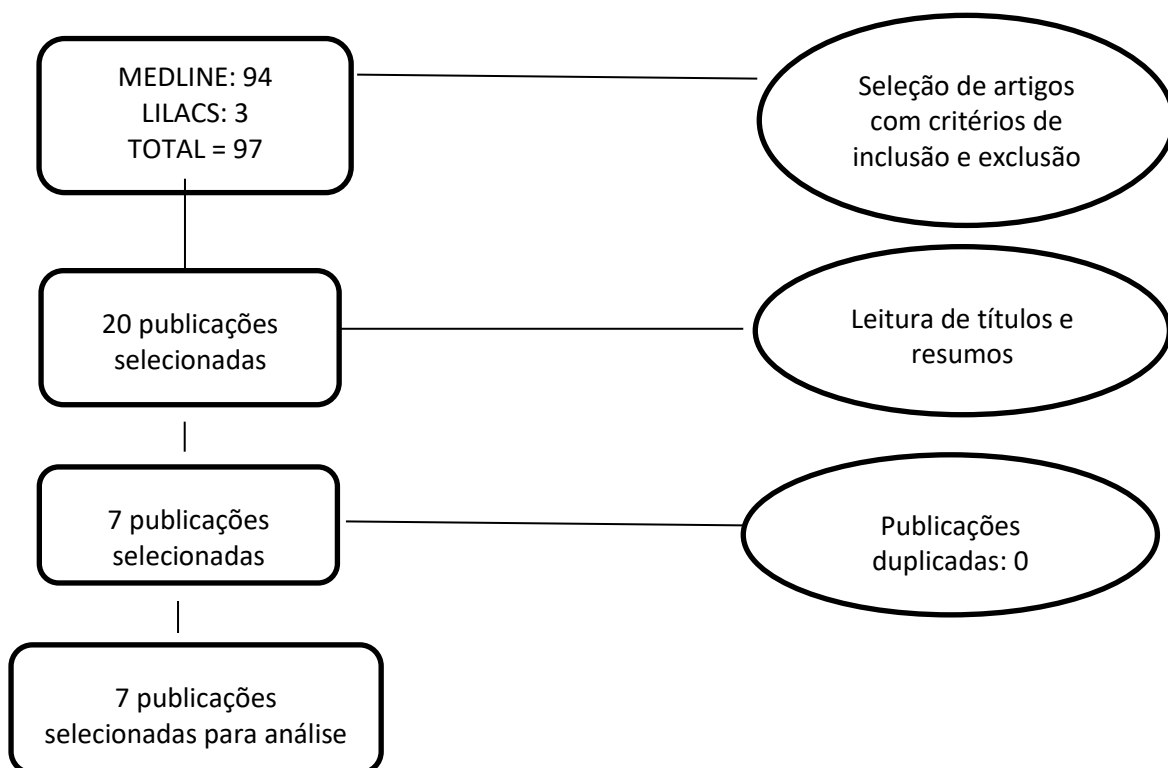 MEDLINE: 94
LILACS: 3
TOTAL = 97
Seleção de artigos
com critérios de
inclusão e exclusão
20 publicações
selecionadas
Leitura de títulos e
resumos
7 publicações
selecionadas
Publicações
duplicadas: 0
7 publicações
selecionadas para análise